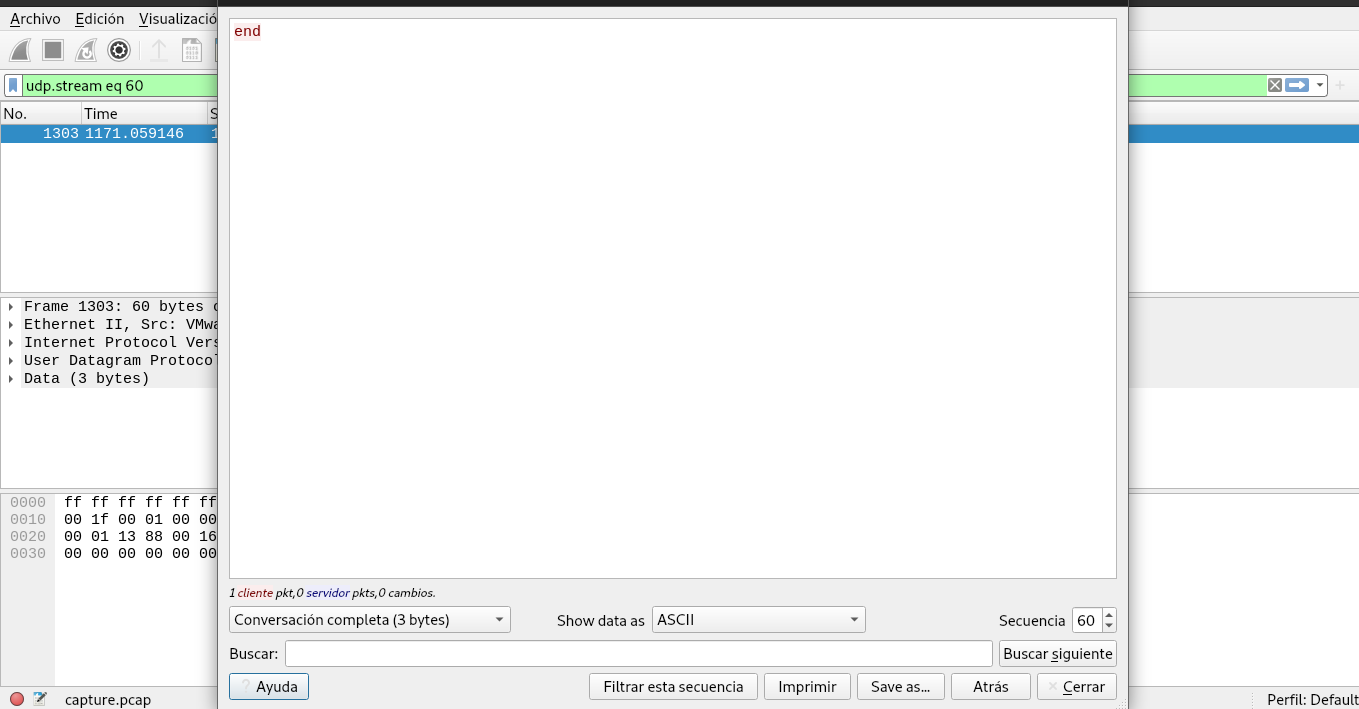 Archivo Edición Visualizació
end
udp.stream eq 60
No. Time S
1303 1171.059146 1
Frame 1303: 60 bytes o
Ethernet II, Src: VMwa
Internet Protocol Vers
User Datagram Protocol
Data (3 bytes)
0000 ff ff ff ff ff ff
0010 00 1f 00 01 00 00
0020 00 01 13 88 00 16
0030 00 00 00 00 00 00
1 cliente pkt,0 servidor pkts,0 cambios.
Conversación completa (3 bytes) Show data as ASCII Secuencia 60
Buscar: Buscar siguiente
? Ayuda Filtrar esta secuencia Imprimir Save as... Atrás Cerrar
capture.pcap Perfil: Default